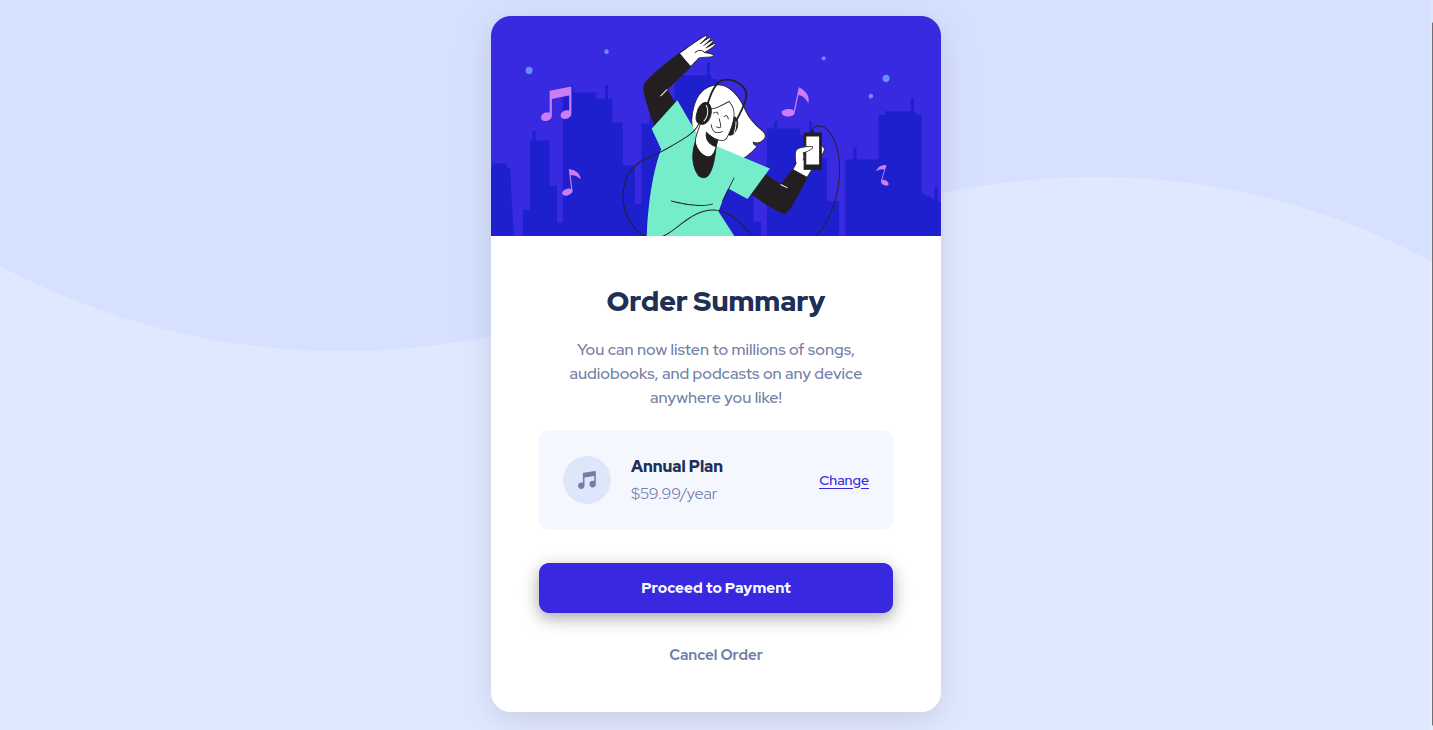 Order Summary
You can now listen to millions of songs,
audiobooks, and podcasts on any device
anywhere you like!
Annual Plan
$59.99/year
Change
Proceed to Payment
Cancel Order